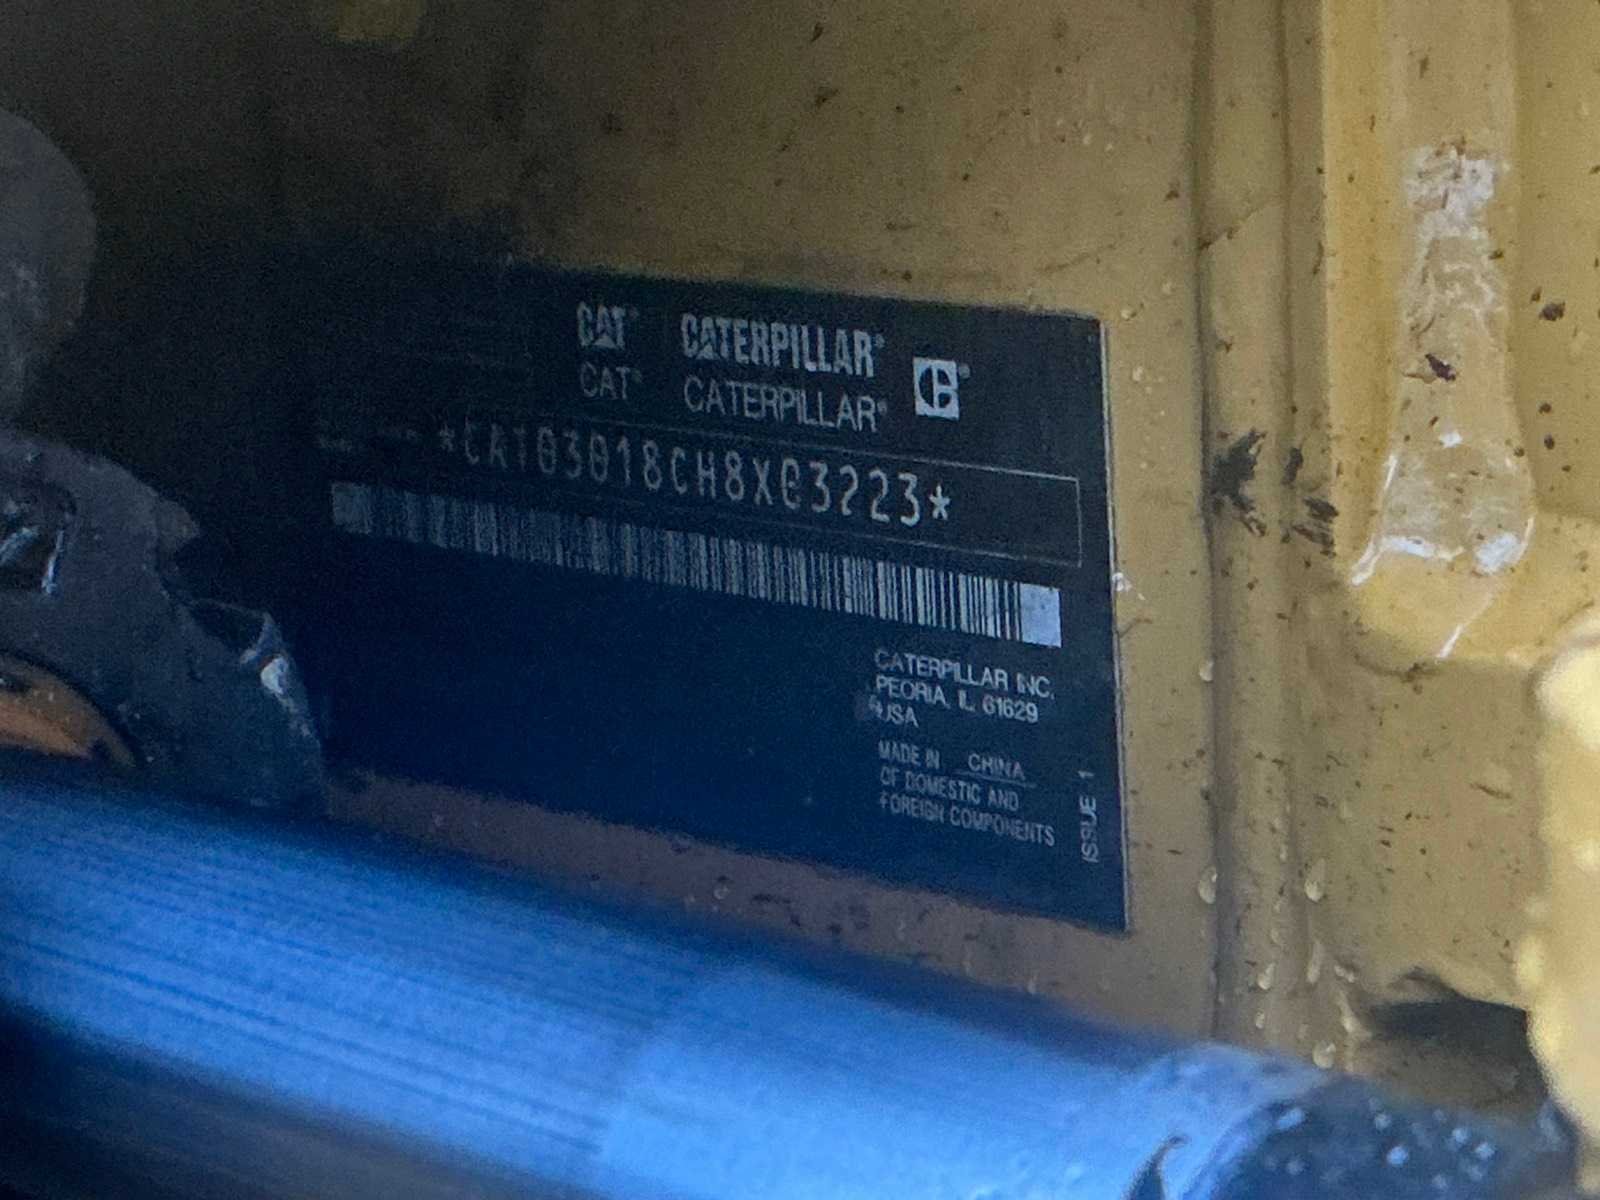 CAT® CATERPILLAR®
CAT® CATERPILLAR®
*CAT03018CH8X03223*
CATERPILLAR INC.
PEORIA, IL 61629
USA
MADE IN CHINA
OF DOMESTIC AND
FOREIGN COMPONENTS
ISSUE 1